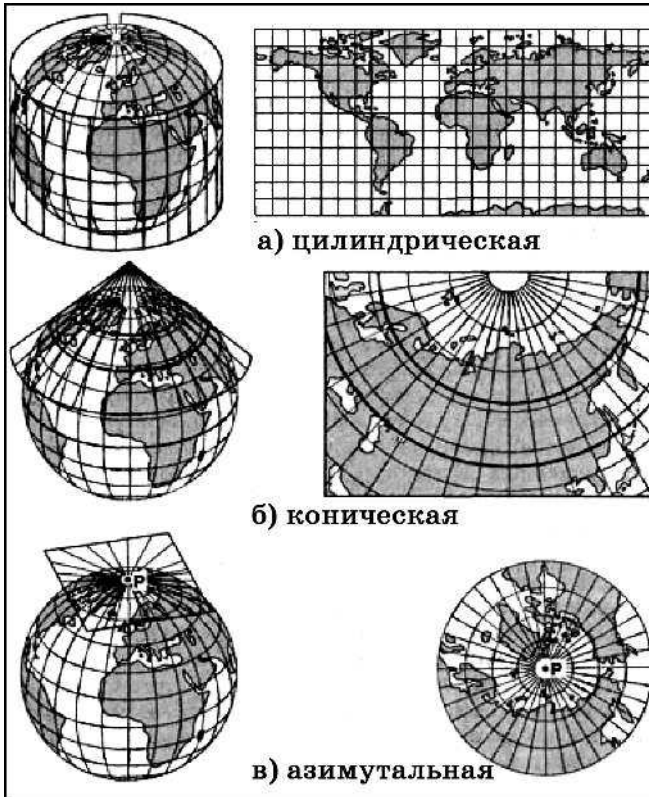 а) цилиндрическая
б) коническая
P
P
в) азимутальная